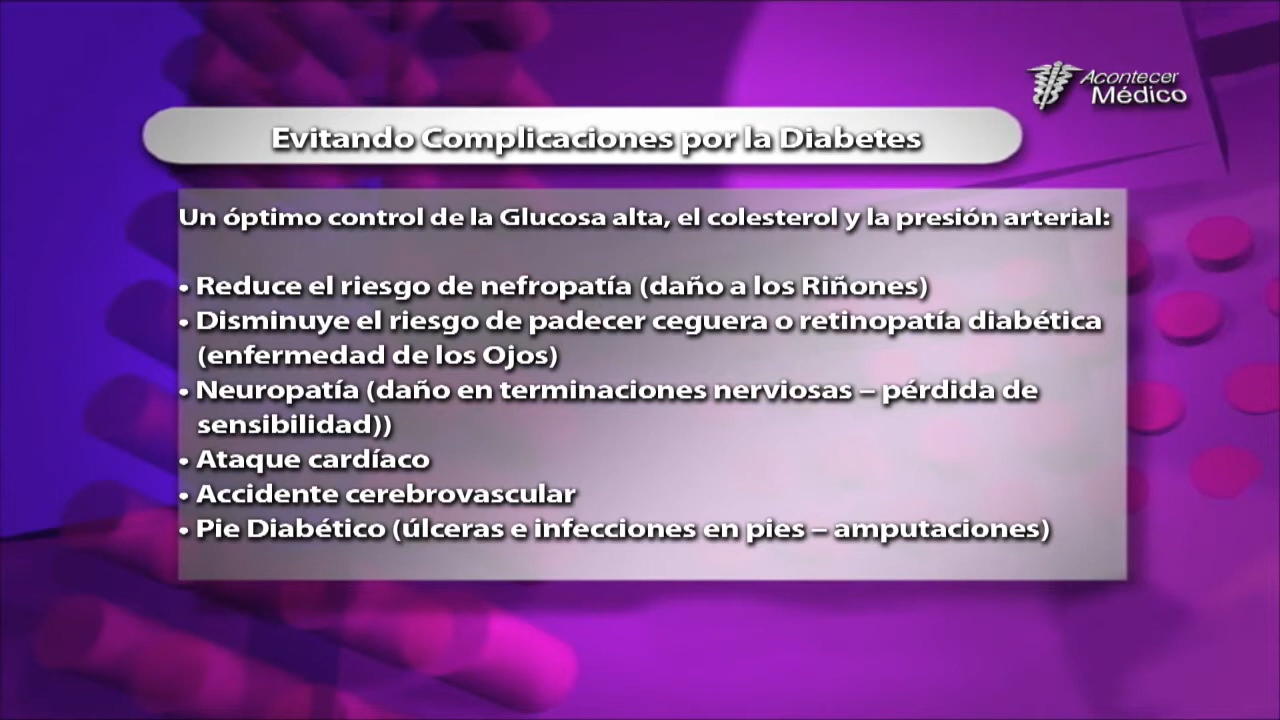 Acontecer
Médico
Evitando Complicaciones por la Diabetes
Un óptimo control de la Glucosa alta, el colesterol y la presión arterial:
• Reduce el riesgo de nefropatía (daño a los Riñones)
• Disminuye el riesgo de padecer ceguera o retinopatía diabética
(enfermedad de los Ojos)
• Neuropatía (daño en terminaciones nerviosas – pérdida de
sensibilidad))
• Ataque cardíaco
• Accidente cerebrovascular
• Pie Diabético (úlceras e infecciones en pies – amputaciones)